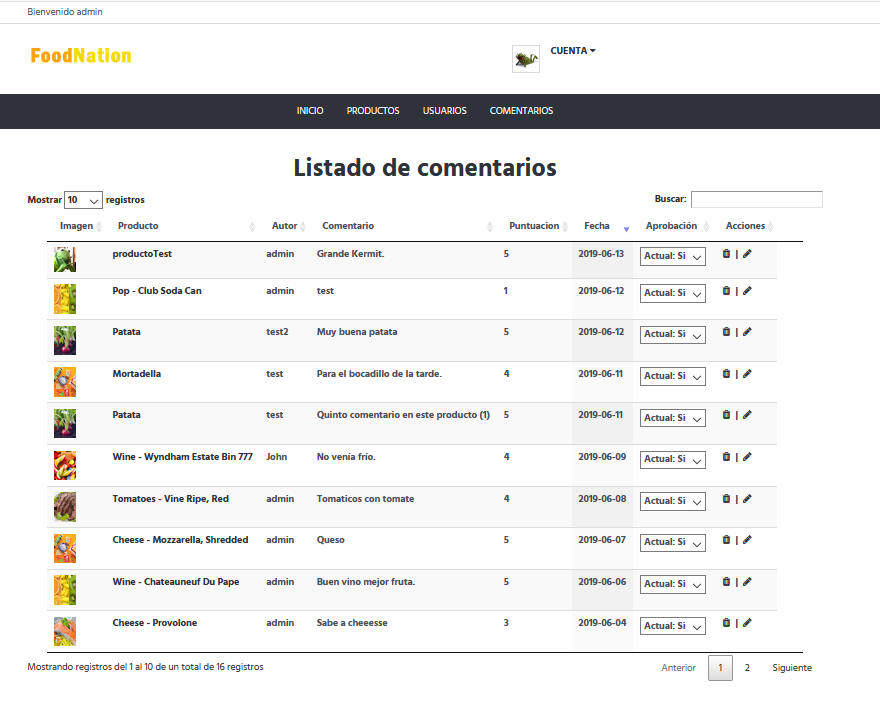 Bienvenido admin
FoodNation
CUENTA
INICIO PRODUCTOS USUARIOS COMENTARIOS
Listado de comentarios
Mostrar 10 registros Buscar:
Imagen Producto Autor Comentario Puntuacion Fecha Aprobación Acciones
productoTest admin Grande Kermit. 5 2019-06-13 Actual: Si |
Pop - Club Soda Can admin test 1 2019-06-12 Actual: Si |
Patata test2 Muy buena patata 5 2019-06-12 Actual: Si |
Mortadella test Para el bocadillo de la tarde. 4 2019-06-11 Actual: Si |
Patata test Quinto comentario en este producto (1) 5 2019-06-11 Actual: Si |
Wine - Wyndham Estate Bin 777 John No venía frío. 4 2019-06-09 Actual: Si |
Tomatoes - Vine Ripe, Red admin Tomaticos con tomate 4 2019-06-08 Actual: Si |
Cheese - Mozzarella, Shredded admin Queso 5 2019-06-07 Actual: Si |
Wine - Chateauneuf Du Pape admin Buen vino mejor fruta. 5 2019-06-06 Actual: Si |
Cheese - Provolone admin Sabe a cheeesse 3 2019-06-04 Actual: Si |
Mostrando registros del 1 al 10 de un total de 16 registros Anterior 1 2 Siguiente